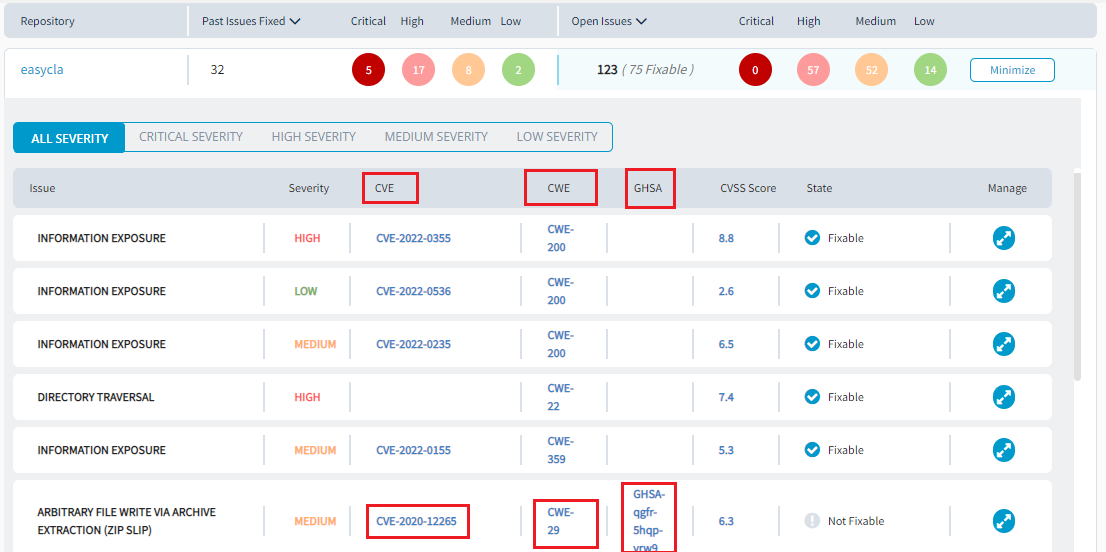 Repository Past Issues Fixed Critical High Medium Low Open Issues Critical High Medium Low
easycla 32 5 17 8 2 123 ( 75 Fixable ) 0 57 52 14 Minimize
ALL SEVERITY CRITICAL SEVERITY HIGH SEVERITY MEDIUM SEVERITY LOW SEVERITY
Issue Severity CVE CWE GHSA CVSS Score State Manage
INFORMATION EXPOSURE HIGH CVE-2022-0355 CWE-
200 8.8 Fixable
INFORMATION EXPOSURE LOW CVE-2022-0536 CWE-
200 2.6 Fixable
INFORMATION EXPOSURE MEDIUM CVE-2022-0235 CWE-
200 6.5 Fixable
DIRECTORY TRAVERSAL HIGH CWE-
22 7.4 Fixable
INFORMATION EXPOSURE MEDIUM CVE-2022-0155 CWE-
359 5.3 Fixable
ARBITRARY FILE WRITE VIA ARCHIVE
EXTRACTION (ZIP SLIP) MEDIUM CVE-2020-12265 CWE-
29 GHSA-
qgfr-
5hqp-
vrw9 6.3 Not Fixable